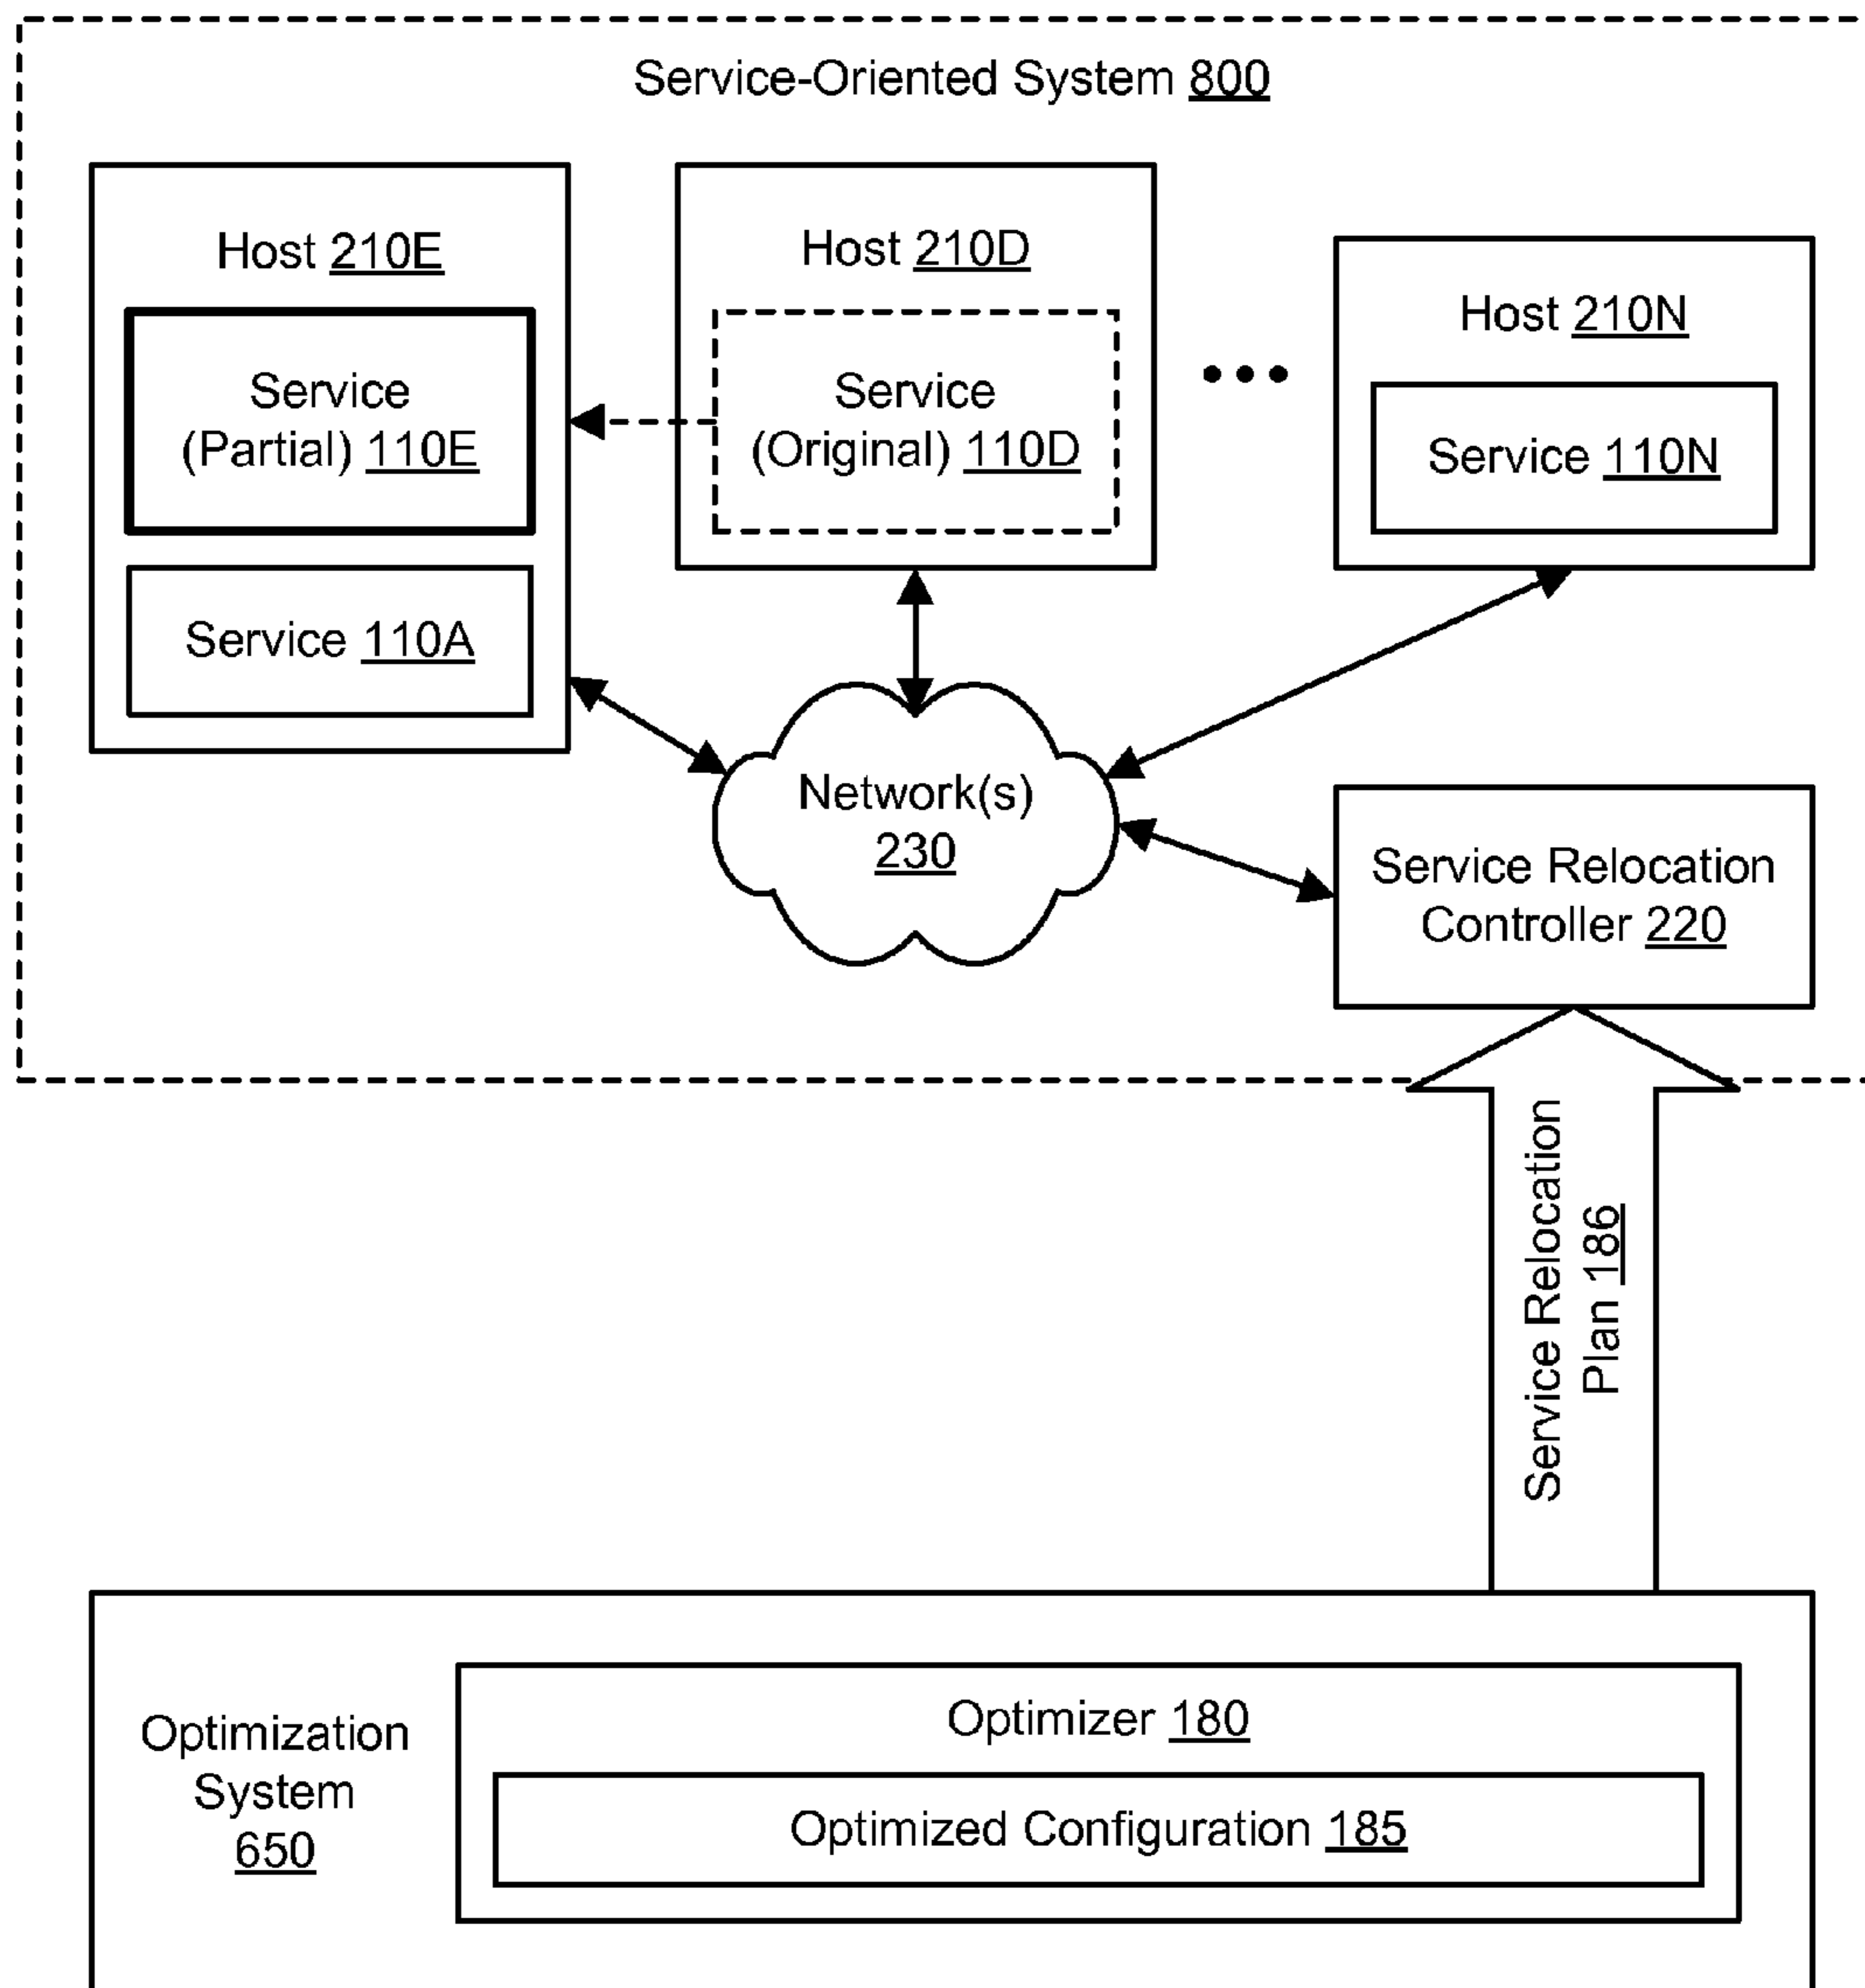 Service-Oriented System 800
Host 210E
Service
(Partial) 110E
Service 110A
Host 210D
Service
(Original) 110D
Host 210N
Service 110N
Network(s)
230
Service Relocation
Controller 220
Service Relocation
Plan 186
Optimization
System
650
Optimizer 180
Optimized Configuration 185